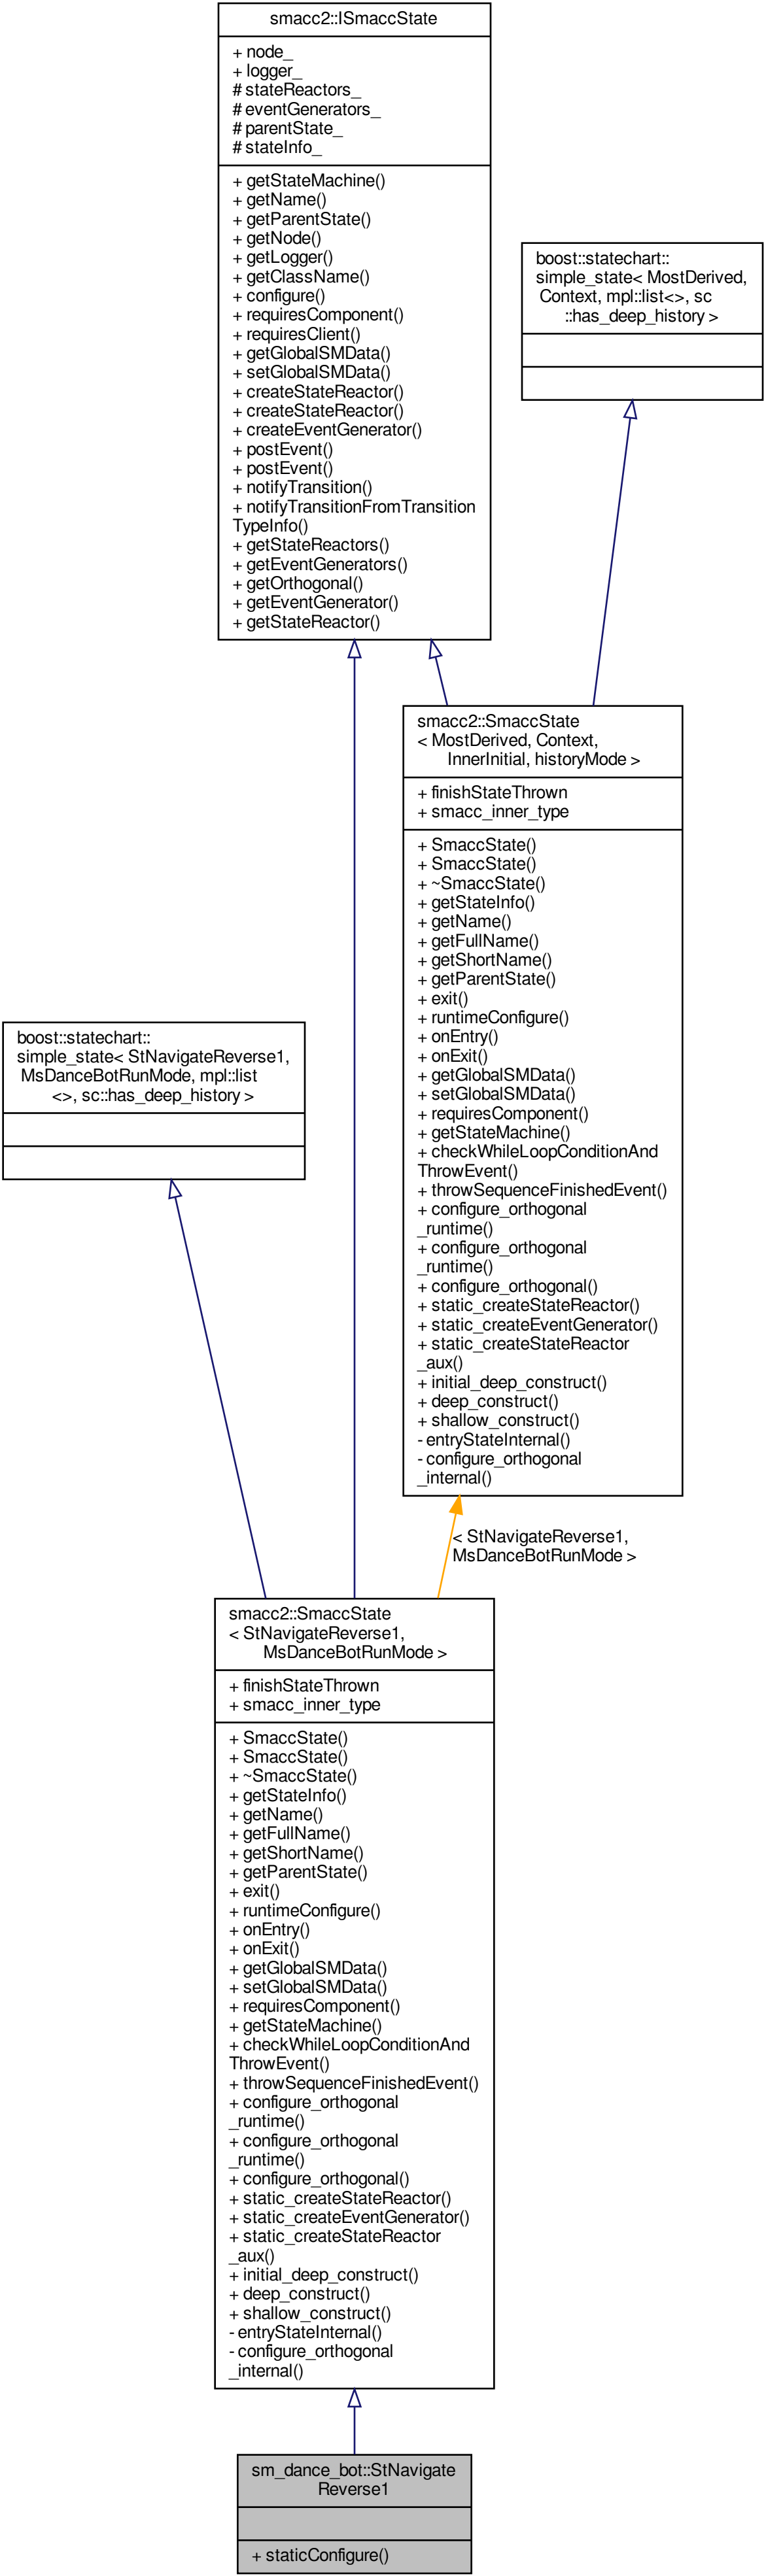 smacc2::ISmaccState
+ node_
+ logger_
# stateReactors_
# eventGenerators_
# parentState_
# stateInfo_
+ getStateMachine()
+ getName()
+ getParentState()
+ getNode()
+ getLogger()
+ getClassName()
+ configure()
+ requiresComponent()
+ requiresClient()
+ getGlobalSMData()
+ setGlobalSMData()
+ createStateReactor()
+ createStateReactor()
+ createEventGenerator()
+ postEvent()
+ postEvent()
+ notifyTransition()
+ notifyTransitionFromTransition
TypeInfo()
+ getStateReactors()
+ getEventGenerators()
+ getOrthogonal()
+ getEventGenerator()
+ getStateReactor()
boost::statechart::
simple_state< MostDerived,
Context, mpl::list<>, sc
::has_deep_history >
smacc2::SmaccState
< MostDerived, Context,
InnerInitial, historyMode >
+ finishStateThrown
+ smacc_inner_type
+ SmaccState()
+ SmaccState()
+ ~SmaccState()
+ getStateInfo()
+ getName()
+ getFullName()
+ getShortName()
+ getParentState()
+ exit()
+ runtimeConfigure()
+ onEntry()
+ onExit()
+ getGlobalSMData()
+ setGlobalSMData()
+ requiresComponent()
+ getStateMachine()
+ checkWhileLoopConditionAnd
ThrowEvent()
+ throwSequenceFinishedEvent()
+ configure_orthogonal
_runtime()
+ configure_orthogonal
_runtime()
+ configure_orthogonal()
+ static_createStateReactor()
+ static_createEventGenerator()
+ static_createStateReactor
_aux()
+ initial_deep_construct()
+ deep_construct()
+ shallow_construct()
- entryStateInternal()
- configure_orthogonal
_internal()
boost::statechart::
simple_state< StNavigateReverse1,
MsDanceBotRunMode, mpl::list
<>, sc::has_deep_history >
< StNavigateReverse1,
MsDanceBotRunMode >
smacc2::SmaccState
< StNavigateReverse1,
MsDanceBotRunMode >
+ finishStateThrown
+ smacc_inner_type
+ SmaccState()
+ SmaccState()
+ ~SmaccState()
+ getStateInfo()
+ getName()
+ getFullName()
+ getShortName()
+ getParentState()
+ exit()
+ runtimeConfigure()
+ onEntry()
+ onExit()
+ getGlobalSMData()
+ setGlobalSMData()
+ requiresComponent()
+ getStateMachine()
+ checkWhileLoopConditionAnd
ThrowEvent()
+ throwSequenceFinishedEvent()
+ configure_orthogonal
_runtime()
+ configure_orthogonal
_runtime()
+ configure_orthogonal()
+ static_createStateReactor()
+ static_createEventGenerator()
+ static_createStateReactor
_aux()
+ initial_deep_construct()
+ deep_construct()
+ shallow_construct()
- entryStateInternal()
- configure_orthogonal
_internal()
sm_dance_bot::StNavigate
Reverse1
+ staticConfigure()